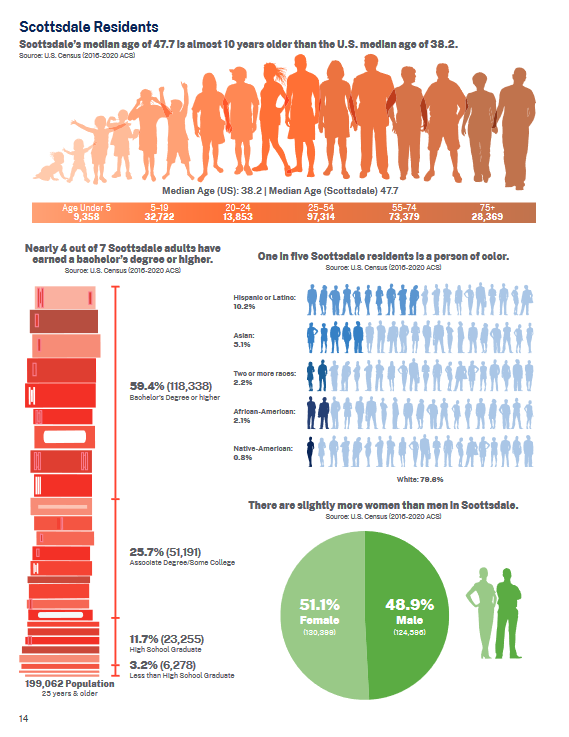 Scottsdale Residents
Scottsdale's median age of 47.7 is almost 10 years older than the U.S. median age of 38.2.
Source: U.S. Census (2016-2020 ACS)
Median Age (US): 38.2 | Median Age (Scottsdale) 47.7
Age Under 5 5-19 20-24 25-54 55-74 75+
9,358 32,722 13,853 97,314 73,379 28,369
Nearly 4 out of 7 Scottsdale adults have
earned a bachelor's degree or higher.
Source: U.S. Census (2016-2020 ACS)
59.4% (118,338)
Bachelor's Degree or higher
25.7% (51,191)
Associate Degree/Some College
11.7% (23,255)
High School Graduate
3.2% (6,278)
Less than High School Graduate
199,062 Population
25 years & older
One in five Scottsdale residents is a person of color.
Source: U.S. Census (2016-2020 ACS)
Hispanic or Latino:
10.2%
Asian:
5.1%
Two or more races:
2.2%
African-American:
2.1%
Native-American:
0.8%
White: 79.6%
There are slightly more women than men in Scottsdale.
Source: U.S. Census (2016-2020 ACS)
51.1%
Female
(130,399)
48.9%
Male
(124,596)
14